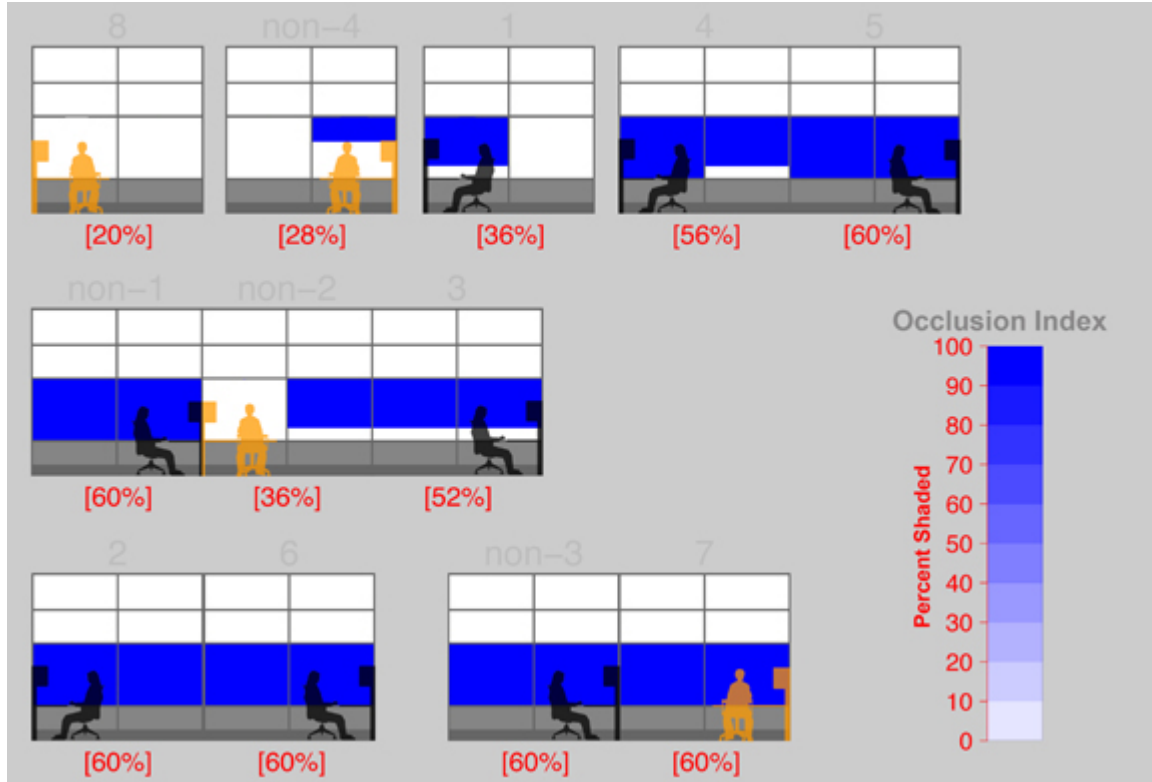 8 non-4 1 4 5
[20%] [28%] [36%] [56%] [60%]
non-1 non-2 3
[60%] [36%] [52%]
Occlusion Index
Percent Shaded
100
90
80
70
60
50
40
30
20
10
0
2 6 non-3 7
[60%] [60%] [60%] [60%]